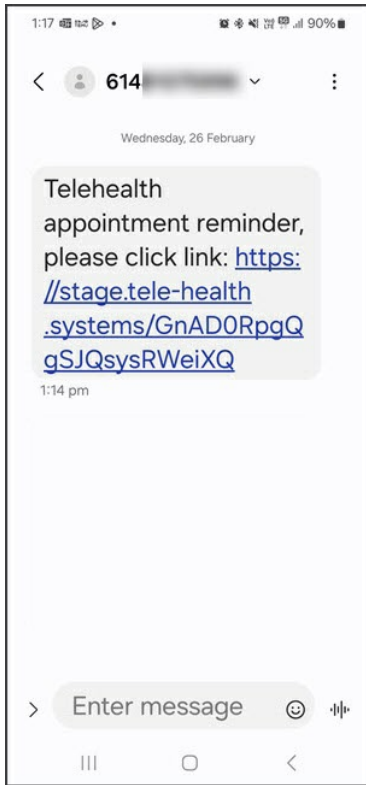 1:17
90%
614
Wednesday, 26 February
Telehealth
appointment reminder,
please click link: https:
//stage.tele-health
.systems/GnAD0RpgQ
gSJQsysRWeiXQ
1:14 pm
Enter message